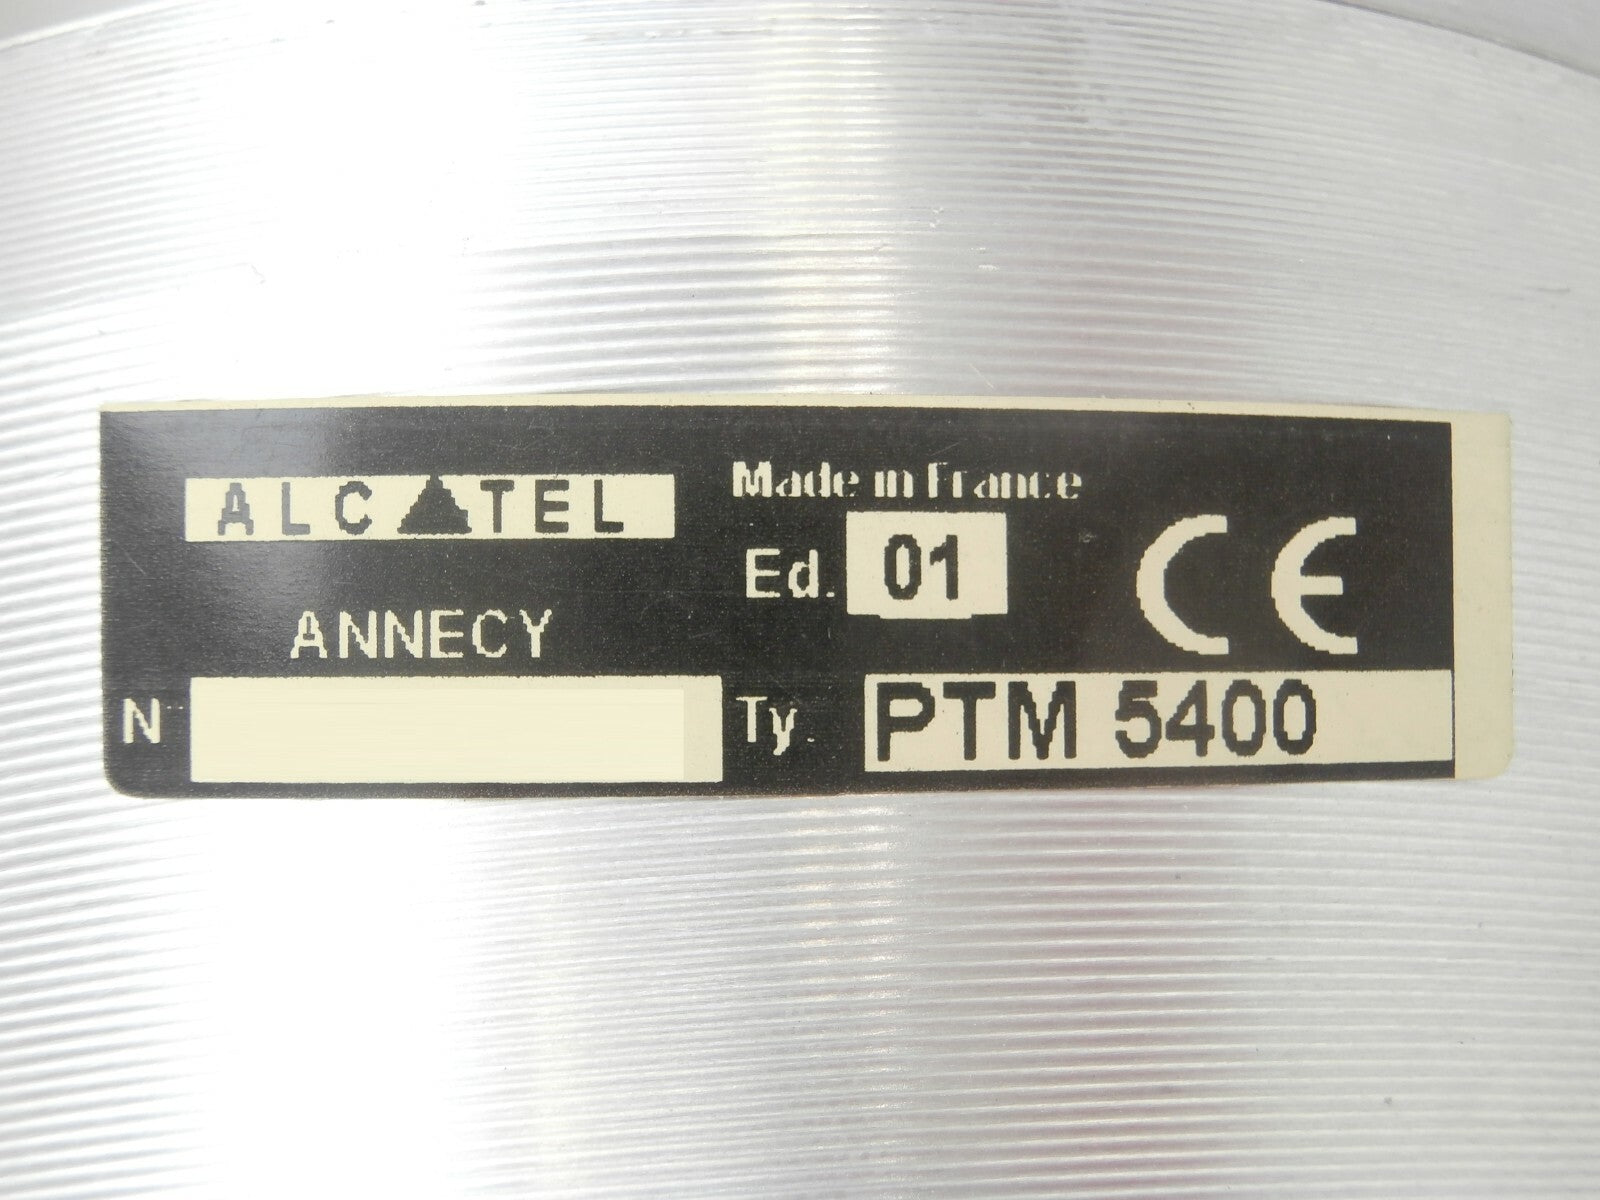 ALCATEL
Made in France
Ed. 01
CE
ANNECY
N
Ty. PTM 5400